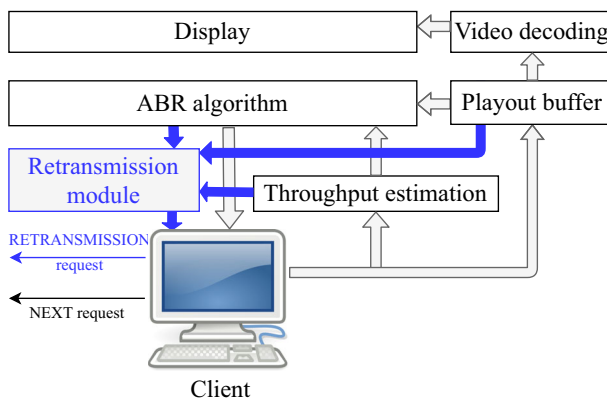 Display
Video decoding
ABR algorithm
Playout buffer
Retransmission
module
Throughput estimation
RETRANSMISSION
request
NEXT request
Client